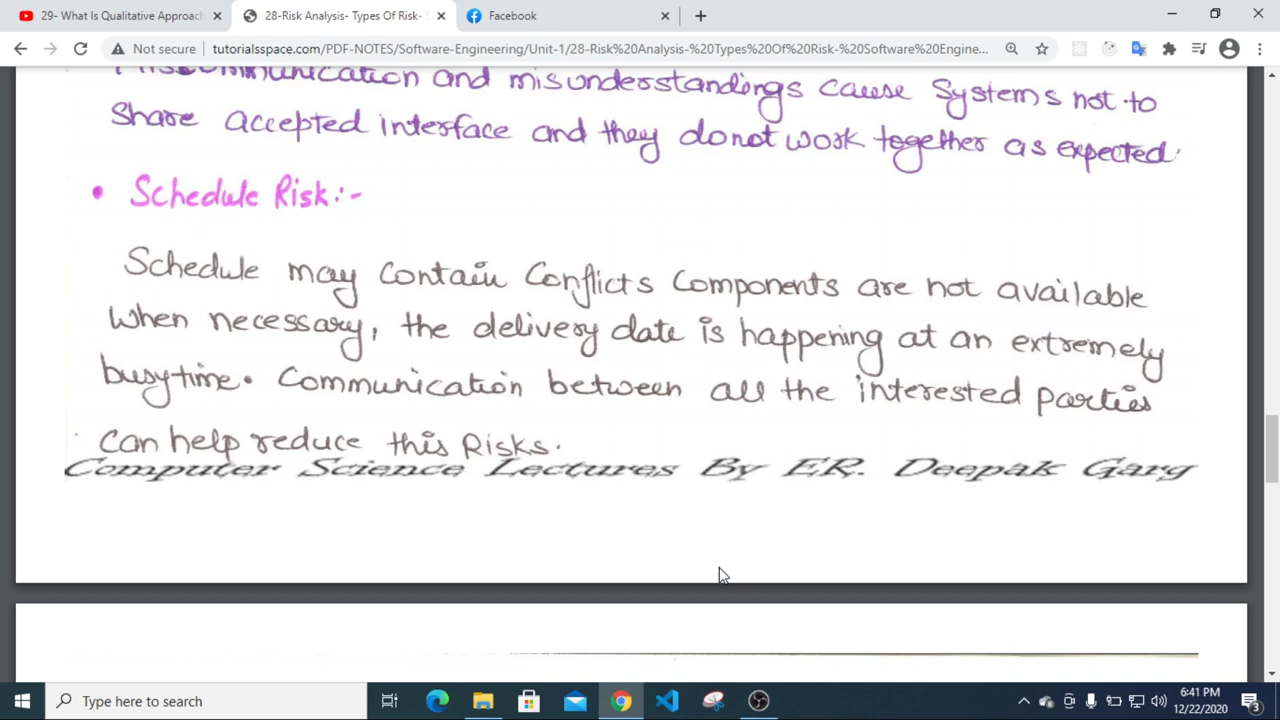 29- What Is Qualitative Approach
28-Risk Analysis- Types Of Risk-
Facebook
Not secure
tutorialsspace.com/PDF-NOTES/Software-Engineering/Unit-1/28-Risk%20Analysis-%20Types%20Of%20Risk-%20Software%20Engine...
Miscommunication and misunderstandings cause Systems not to
Share accepted interface and they donot work together as expected.
• Schedule Risk:-
Schedule may Contain Conflicts Components are not available
When necessary, the delivery date is happening at an extremely
busytime. Communication between all the interested parties
Can help reduce this Risks.
Computer Science Lectures By ER. Deepak Garg
Type here to search
6:41 PM
12/22/2020
3